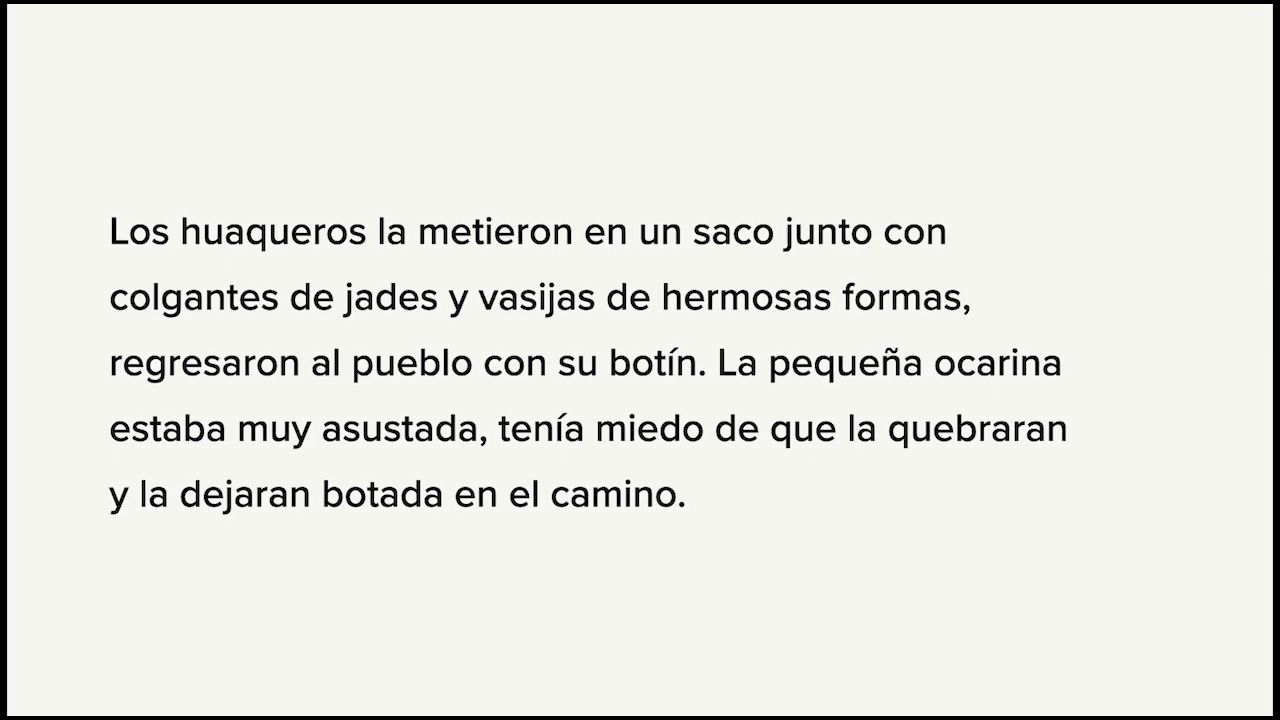 Los huaqueros la metieron en un saco junto con
colgantes de jades y vasijas de hermosas formas,
regresaron al pueblo con su botín. La pequeña ocarina
estaba muy asustada, tenía miedo de que la quebraran
y la dejaran botada en el camino.